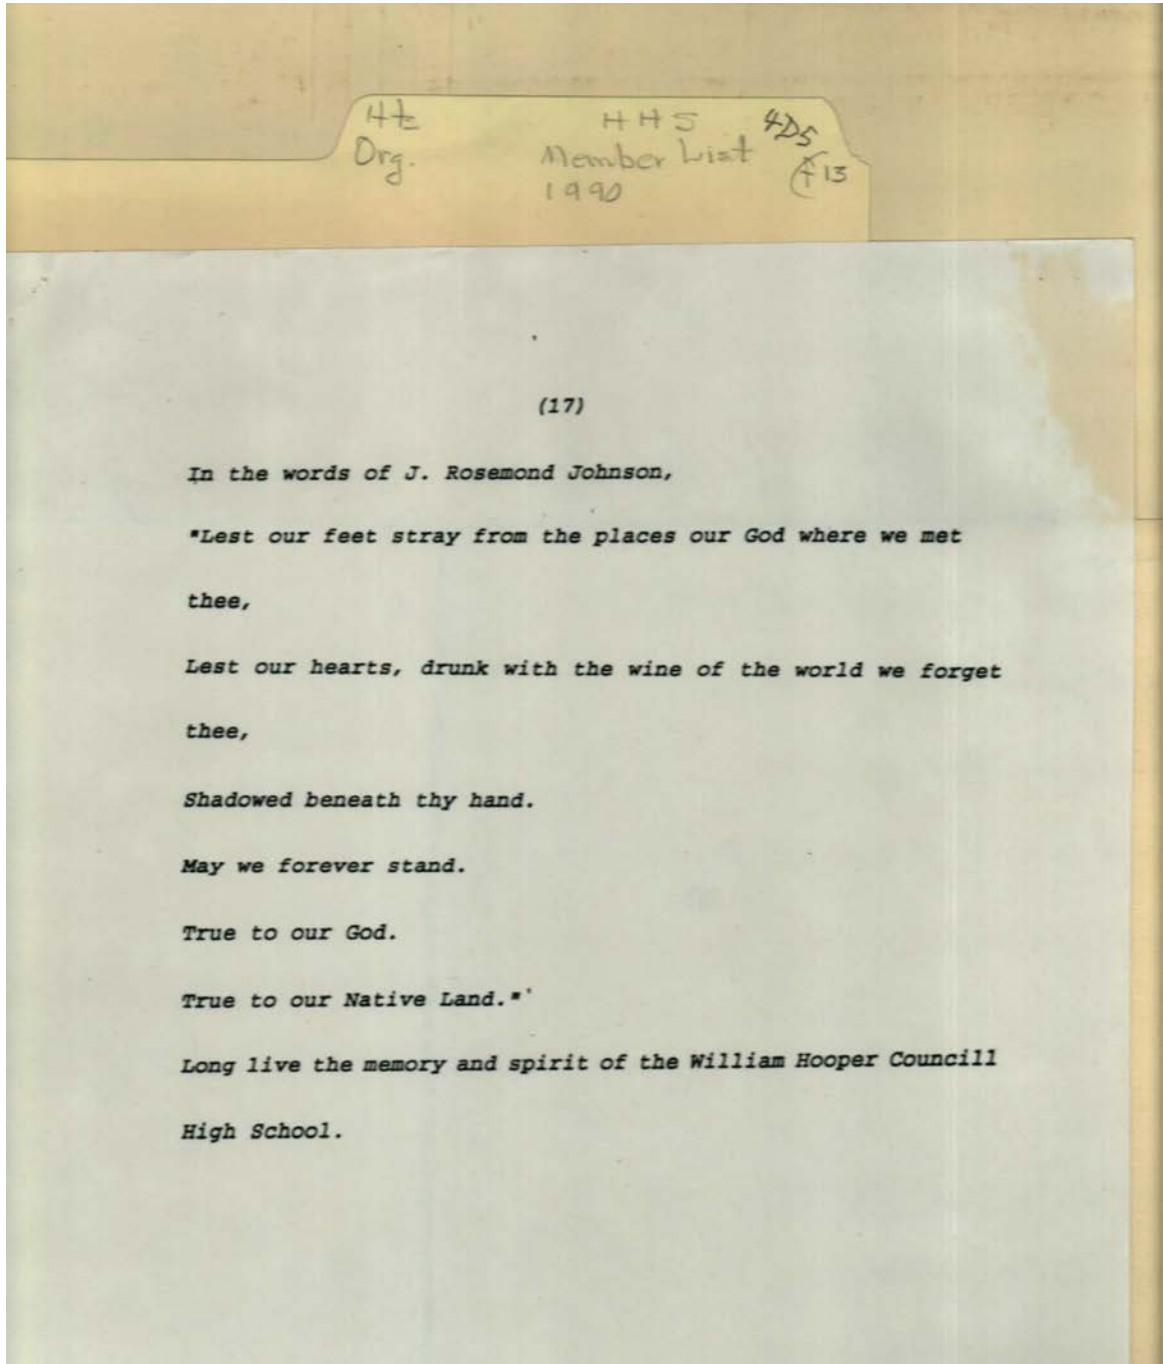 Hz HHS 4D5
Org. Member List F13
1990
(17)
In the words of J. Rosemond Johnson,
"Lest our feet stray from the places our God where we met
thee,
Lest our hearts, drunk with the wine of the world we forget
thee,
Shadowed beneath thy hand.
May we forever stand.
True to our God.
True to our Native Land."
Long live the memory and spirit of the William Hooper Councill
High School.